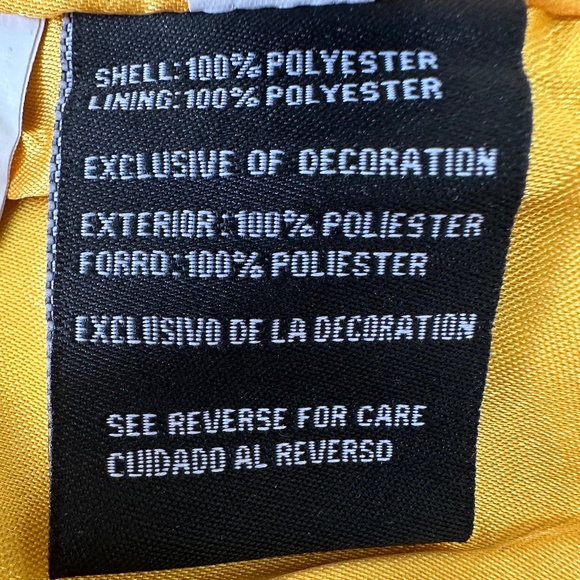 SHELL: 100% POLYESTER
LINING: 100% POLYESTER
EXCLUSIVE OF DECORATION
EXTERIOR: 100% POLIESTER
FORRO: 100% POLIESTER
EXCLUSIVO DE LA DECORATION
SEE REVERSE FOR CARE
CUIDADO AL REVERSO